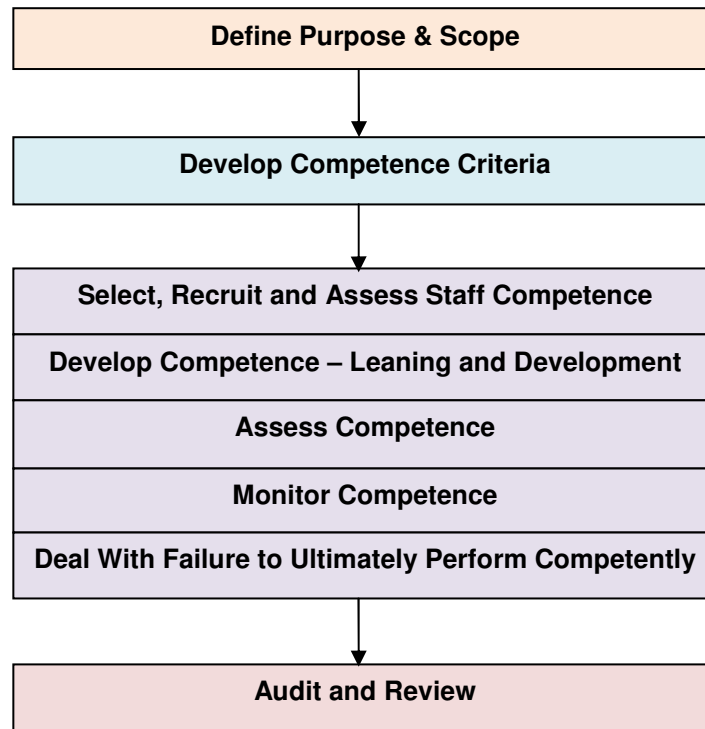 Define Purpose & Scope
Develop Competence Criteria
Select, Recruit and Assess Staff Competence
Develop Competence – Leaning and Development
Assess Competence
Monitor Competence
Deal With Failure to Ultimately Perform Competently
Audit and Review